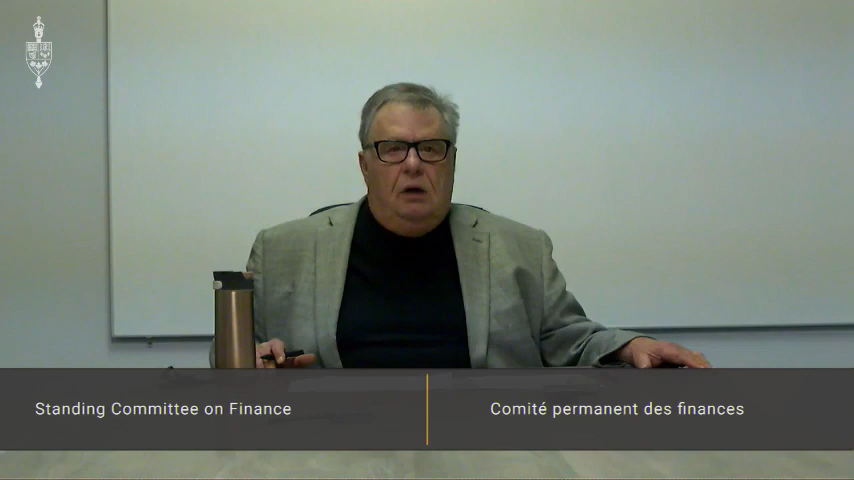 Standing Committee on Finance
Comité permanent des finances